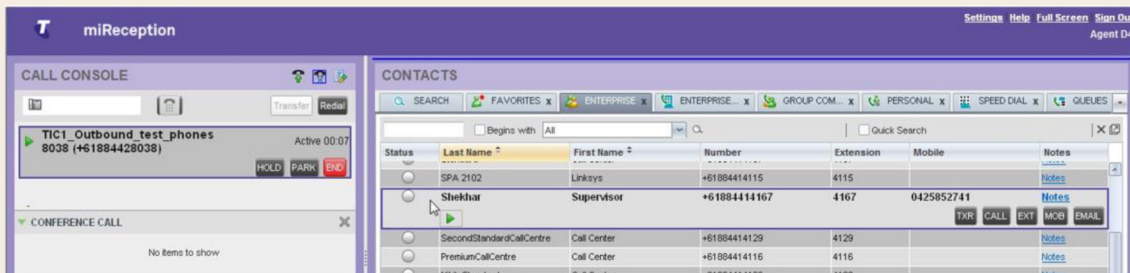 Settings Help Full Screen Sign Ou
T miReception
Agent D4
CALL CONSOLE
Transfer Redial
TIC1_Outbound_test_phones
8038 (+61884428038)
Active 00:07
HOLD PARK END
CONFERENCE CALL
No items to show
CONTACTS
SEARCH FAVORITES x ENTERPRISE x ENTERPRISE... x GROUP COM... x PERSONAL x SPEED DIAL x QUEUES
Begins with All Quick Search
Status Last Name First Name Number Extension Mobile Notes
SPA 2102 Linksys +61884414115 4115 Notes
Shekhar Supervisor +61884414167 4167 0425852741 Notes
TXR CALL EXT MOB EMAIL
SecondStandardCallCentre Call Center +61884414129 4129 Notes
PremiumCallCentre Call Center +61884414116 4116 Notes